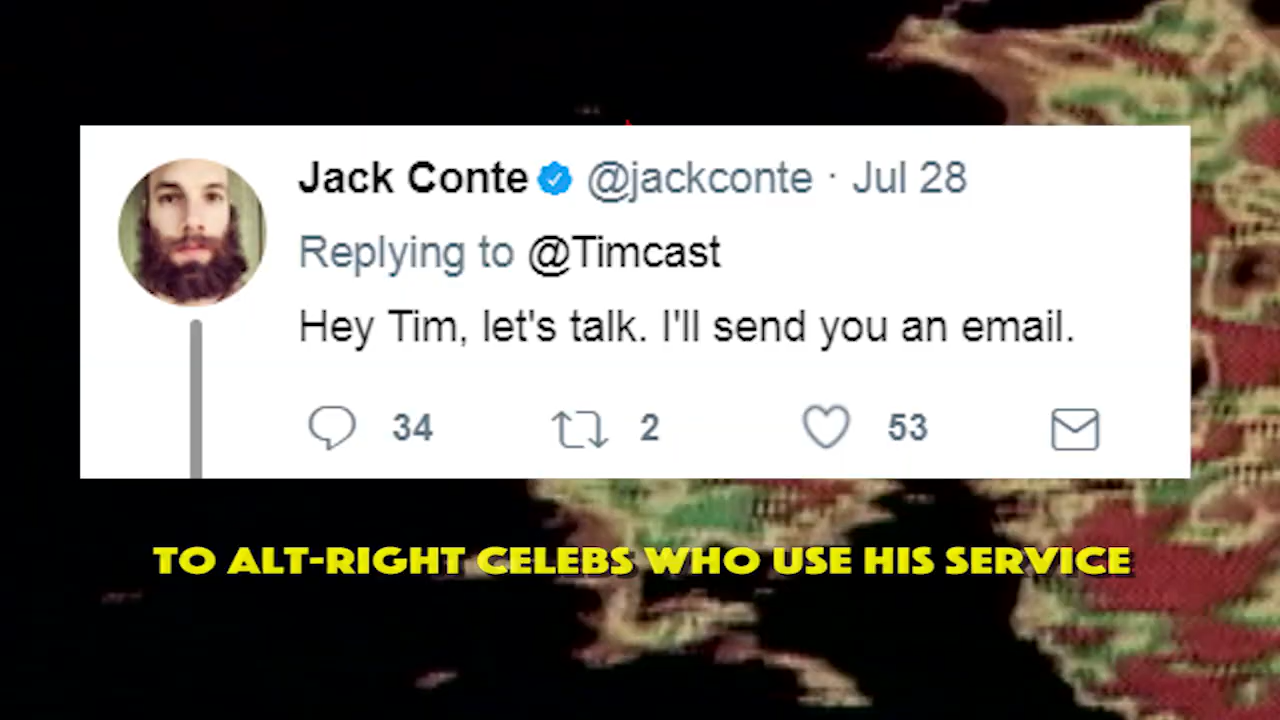 Jack Conte @jackconte · Jul 28
Replying to @Timcast
Hey Tim, let's talk. I'll send you an email.
34 2 53
TO ALT-RIGHT CELEBS WHO USE HIS SERVICE